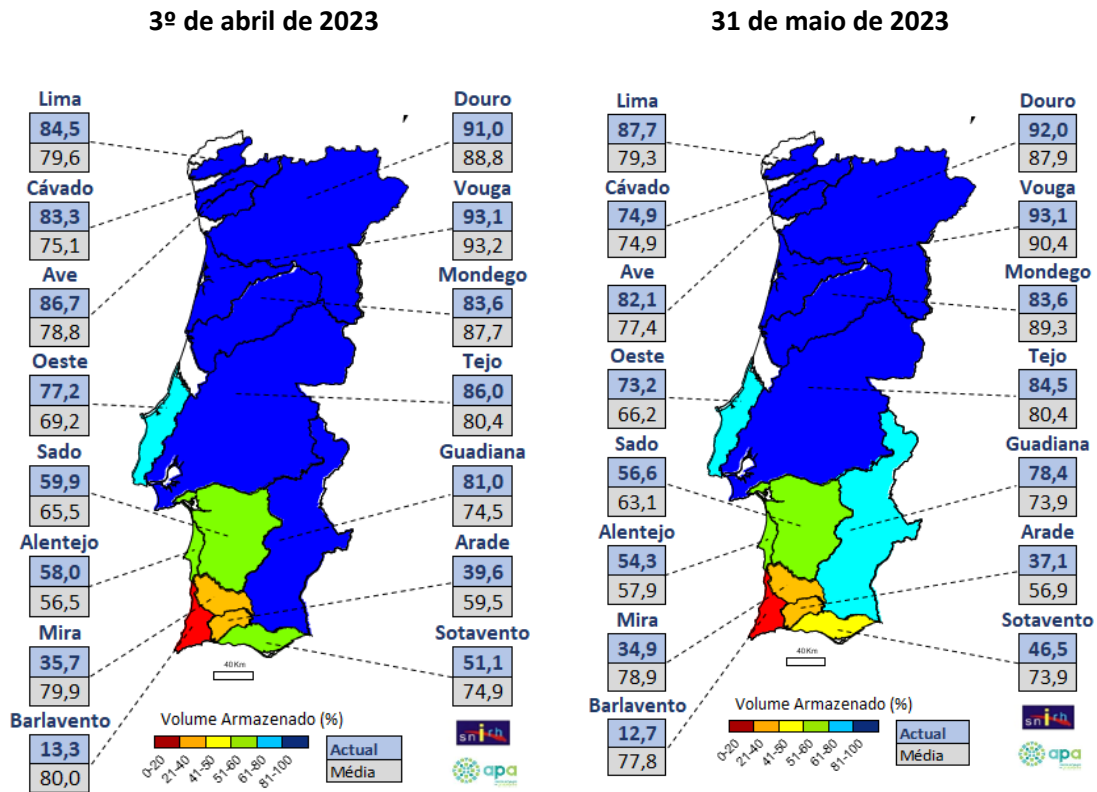 3º de abril de 2023
Lima
84,5
79,6
Cávado
83,3
75,1
Ave
86,7
78,8
Oeste
77,2
69,2
Sado
59,9
65,5
Alentejo
58,0
56,5
Mira
35,7
79,9
Barlavento
13,3
80,0
Douro
91,0
88,8
Vouga
93,1
93,2
Mondego
83,6
87,7
Tejo
86,0
80,4
Guadiana
81,0
74,5
Arade
39,6
59,5
Sotavento
51,1
74,9
40 Km
Volume Armazenado (%)
0-20
21-40
41-50
51-60
61-80
81-100
Actual
Média
snirh
apa
31 de maio de 2023
Lima
87,7
79,3
Cávado
74,9
74,9
Ave
82,1
77,4
Oeste
73,2
66,2
Sado
56,6
63,1
Alentejo
54,3
57,9
Mira
34,9
78,9
Barlavento
12,7
77,8
Douro
92,0
87,9
Vouga
93,1
90,4
Mondego
83,6
89,3
Tejo
84,5
80,4
Guadiana
78,4
73,9
Arade
37,1
56,9
Sotavento
46,5
73,9
40 Km
Volume Armazenado (%)
0-20
21-40
41-50
51-60
61-80
81-100
Actual
Média
snirh
apa